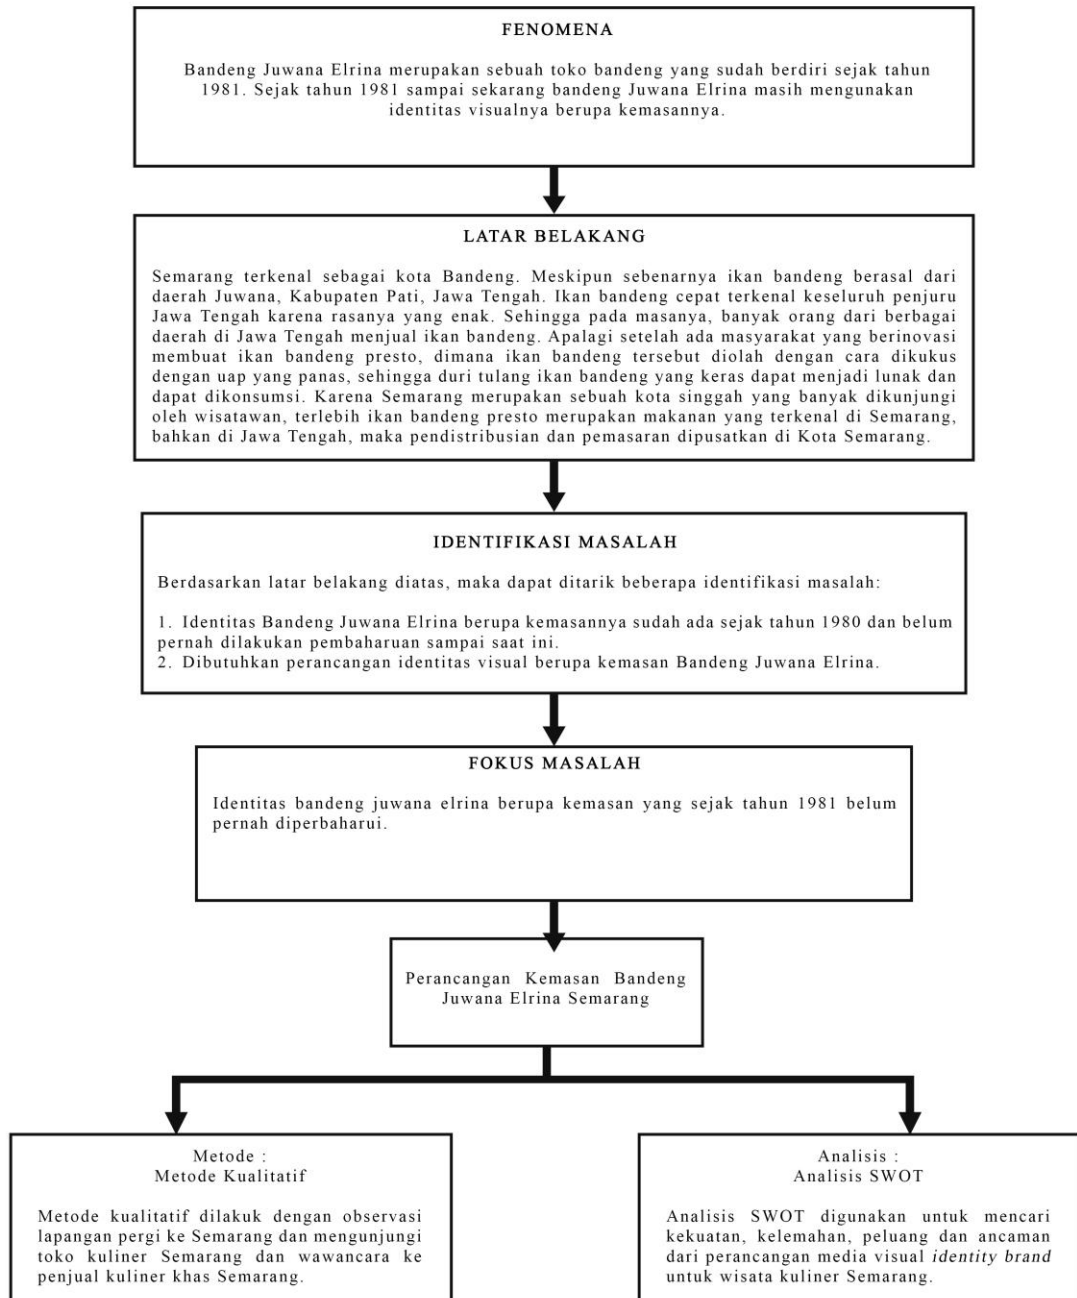 FENOMENA
Bandeng Juwana Elrina merupakan sebuah toko bandeng yang sudah berdiri sejak tahun
1981. Sejak tahun 1981 sampai sekarang bandeng Juwana Elrina masih mengunakan
identitas visualnya berupa kemasannya.
LATAR BELAKANG
Semarang terkenal sebagai kota Bandeng. Meskipun sebenarnya ikan bandeng berasal dari
daerah Juwana, Kabupaten Pati, Jawa Tengah. Ikan bandeng cepat terkenal keseluruh penjuru
Jawa Tengah karena rasanya yang enak. Sehingga pada masanya, banyak orang dari berbagai
daerah di Jawa Tengah menjual ikan bandeng. Apalagi setelah ada masyarakat yang berinovasi
membuat ikan bandeng presto, dimana ikan bandeng tersebut diolah dengan cara dikukus
dengan uap yang panas, sehingga duri tulang ikan bandeng yang keras dapat menjadi lunak dan
dapat dikonsumsi. Karena Semarang merupakan sebuah kota singgah yang banyak dikunjungi
oleh wisatawan, terlebih ikan bandeng presto merupakan makanan yang terkenal di Semarang,
bahkan di Jawa Tengah, maka pendistribusian dan pemasaran dipusatkan di Kota Semarang.
IDENTIFIKASI MASALAH
Berdasarkan latar belakang diatas, maka dapat ditarik beberapa identifikasi masalah:
1. Identitas Bandeng Juwana Elrina berupa kemasannya sudah ada sejak tahun 1980 dan belum
pernah dilakukan pembaharuan sampai saat ini.
2. Dibutuhkan perancangan identitas visual berupa kemasan Bandeng Juwana Elrina.
FOKUS MASALAH
Identitas bandeng juwana elrina berupa kemasan yang sejak tahun 1981 belum
pernah diperbaharui.
Perancangan Kemasan Bandeng
Juwana Elrina Semarang
Metode :
Metode Kualitatif
Metode kualitatif dilakuk dengan observasi
lapangan pergi ke Semarang dan mengunjungi
toko kuliner Semarang dan wawancara ke
penjual kuliner khas Semarang.
Analisis :
Analisis SWOT
Analisis SWOT digunakan untuk mencari
kekuatan, kelemahan, peluang dan ancaman
dari perancangan media visual identity brand
untuk wisata kuliner Semarang.